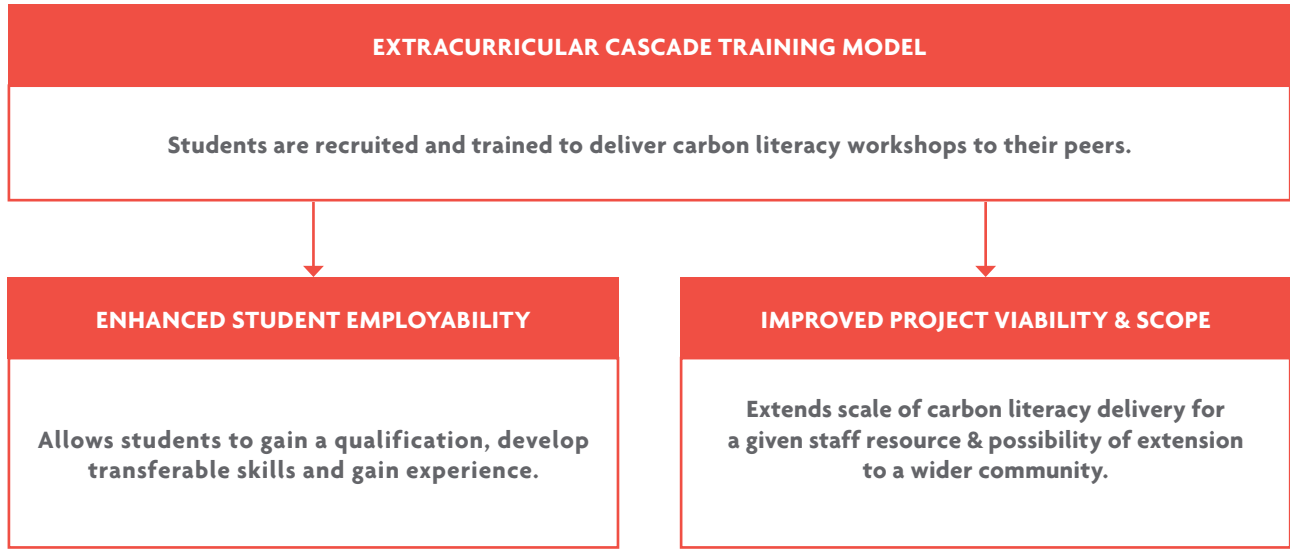 EXTRACURRICULAR CASCADE TRAINING MODEL
Students are recruited and trained to deliver carbon literacy workshops to their peers.
ENHANCED STUDENT EMPLOYABILITY
Allows students to gain a qualification, develop
transferable skills and gain experience.
IMPROVED PROJECT VIABILITY & SCOPE
Extends scale of carbon literacy delivery for
a given staff resource & possibility of extension
to a wider community.